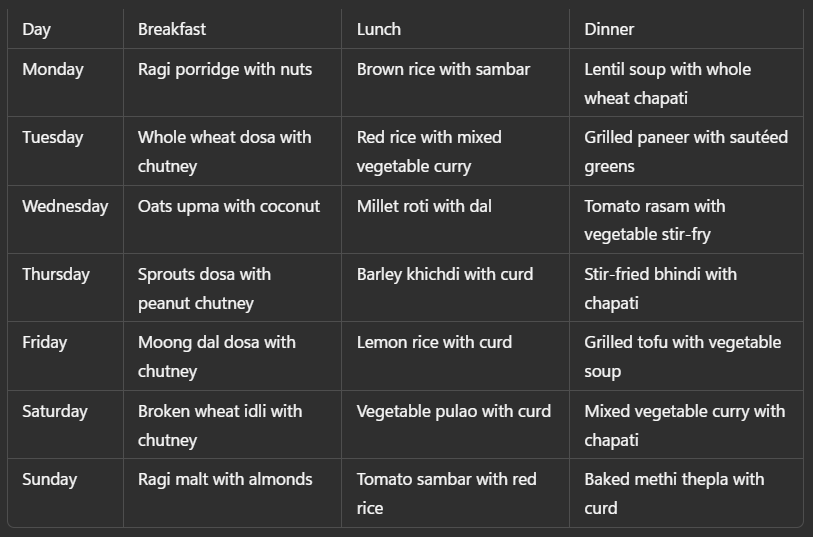 Day Breakfast Lunch Dinner
Monday Ragi porridge with nuts Brown rice with sambar Lentil soup with whole
wheat chapati
Tuesday Whole wheat dosa with Red rice with mixed Grilled paneer with sautéed
chutney vegetable curry greens
Wednesday Oats upma with coconut Millet roti with dal Tomato rasam with
vegetable stir-fry
Thursday Sprouts dosa with Barley khichdi with curd Stir-fried bhindi with
peanut chutney chapati
Friday Moong dal dosa with Lemon rice with curd Grilled tofu with vegetable
chutney soup
Saturday Broken wheat idli with Vegetable pulao with curd Mixed vegetable curry with
chutney chapati
Sunday Ragi malt with almonds Tomato sambar with red Baked methi thepla with
rice curd